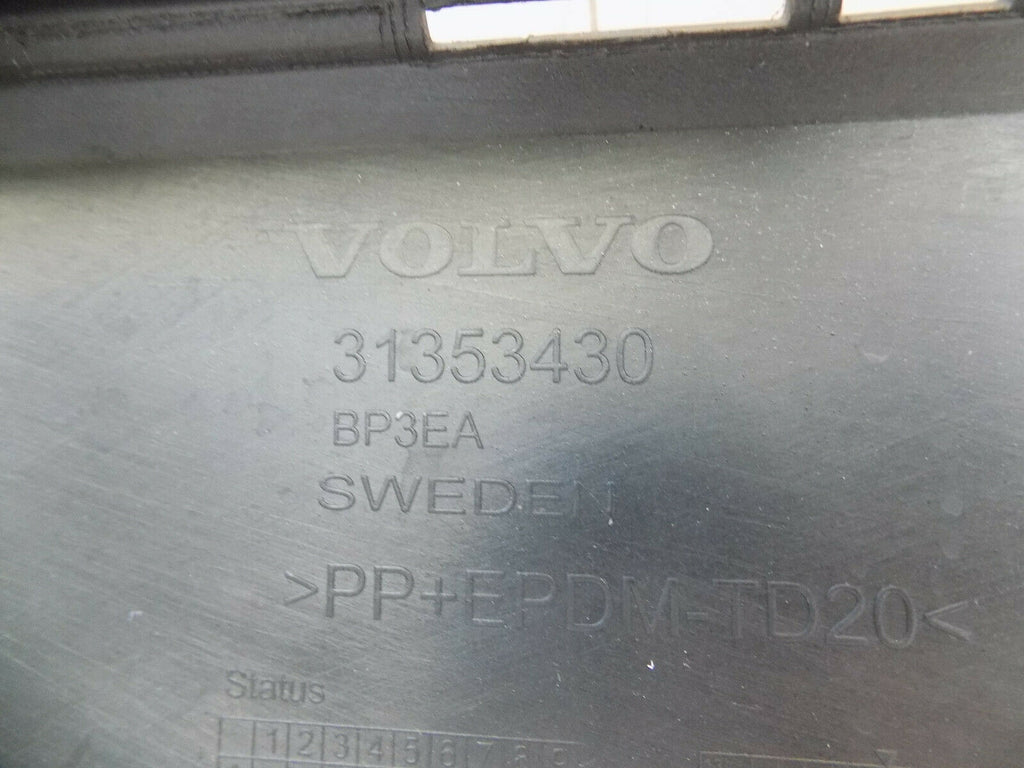 VOLVO
31353430
BP3EA
SWEDEN
>PP+EPDM-TD20<
Status
1 2 3 4 5 6 7 8 9